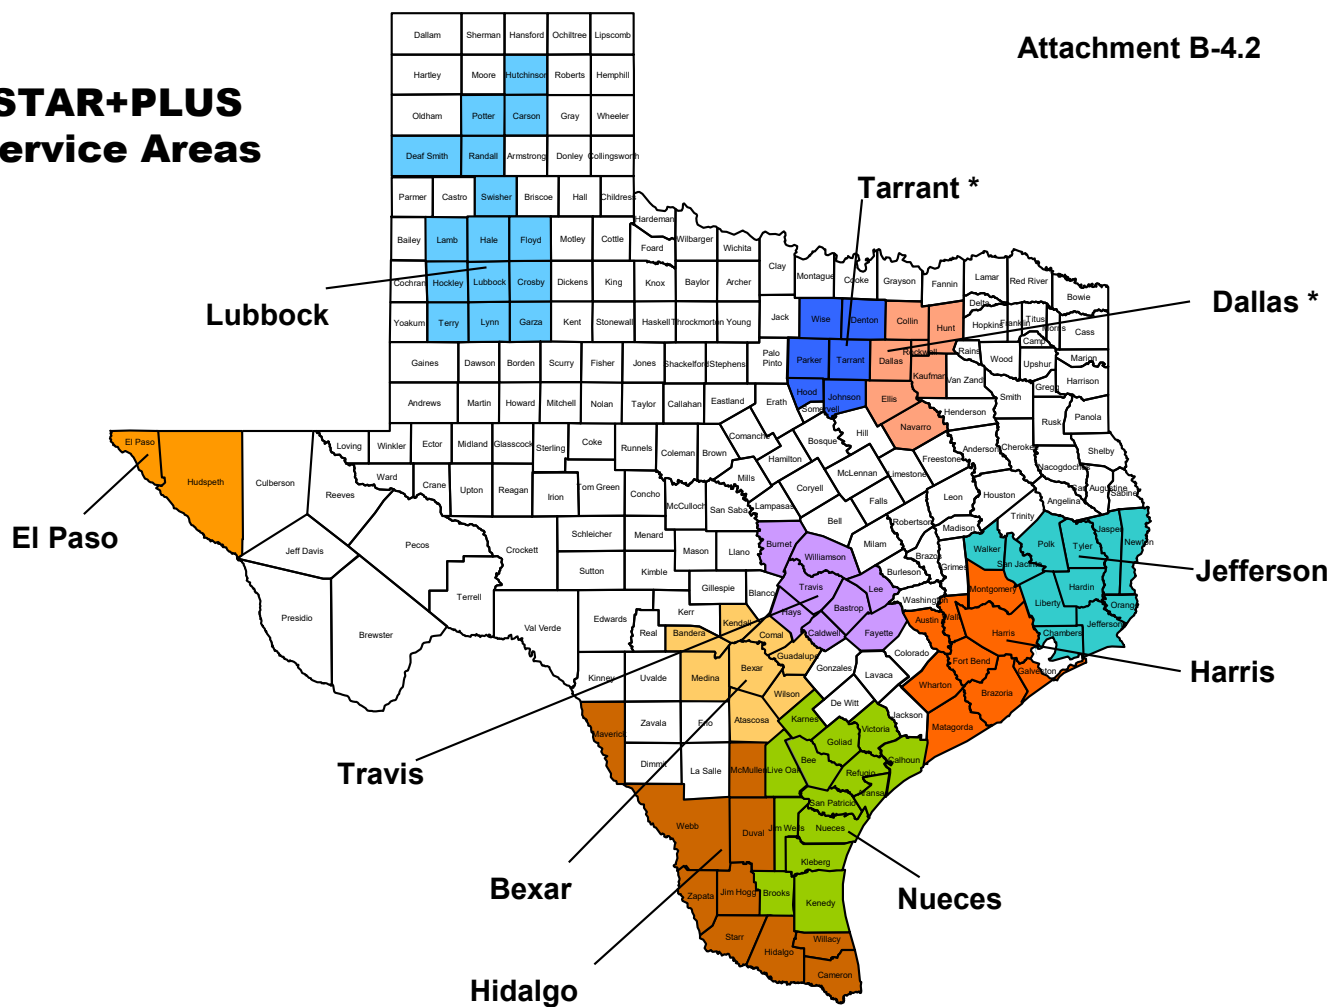 Attachment B-4.2
STAR+PLUS
ervice Areas
Dallam Sherman Hansford Ochiltree Lipscomb
Hartley Moore Hutchinson Roberts Hemphill
Oldham Potter Carson Gray Wheeler
Deaf Smith Randall Armstrong Donley Collingsworth
Parmer Castro Swisher Briscoe Hall Childress
Tarrant *
Hardeman
Bailey Lamb Hale Floyd Motley Cottle Foard Wilbarger Wichita
Clay Montague Cooke Grayson Fannin Lamar Red River Bowie
Cochran Hockley Lubbock Crosby Dickens King Knox Baylor Archer
Lubbock
Dallas *
Delta Titus Morris Cass
Yoakum Terry Lynn Garza Kent Stonewall Haskell Throckmorton Young Jack Wise Denton Collin Hunt Hopkins Franklin Camp
Gaines Dawson Borden Scurry Fisher Jones Shackelford Stephens Palo Pinto Parker Tarrant Dallas Rockwall Rains Wood Upshur Marion
Kaufman Van Zand Gregg Harrison
Andrews Martin Howard Mitchell Nolan Taylor Callahan Eastland Erath Hood Johnson Ellis Smith
Somervell Henderson Rusk Panola
El Paso Loving Winkler Ector Midland Glasscock Sterling Coke Runnels Coleman Brown Comanche Bosque Hill Navarro Anderson Cherokee Shelby
Hudspeth Culberson Reeves Ward Crane Upton Reagan Irion Tom Green Concho Mills Hamilton McLennan Limestone Freestone Nacogdoches San Augustine Sabine
McCulloch San Saba Lampasas Coryell Falls Leon Houston Angelina
El Paso
Jeff Davis Pecos Crockett Schleicher Menard Bell Robertson Madison Trinity
Mason Llano Burnet Williamson Milam Brazos Grimes Walker San Jacinto Polk Tyler Jasper Newton
Jefferson
Sutton Kimble Gillespie Blanco Travis Lee Burleson Washington Montgomery Liberty Hardin Orange
Presidio Brewster Terrell Val Verde Edwards Kerr Real Kendall Hays Bastrop Austin Wall Harris Chambers Jefferson
Bandera Comal Caldwell Fayette Colorado
Harris
Kinney Uvalde Medina Bexar Guadalupe Gonzales Lavaca Fort Bend Galveston
Wilson De Witt Wharton Brazoria
Maverick Zavala Frio Atascosa Karnes Victoria Jackson Matagorda
Goliad
Travis
Dimmit La Salle McMullen Live Oak Bee Refugio Calhoun
Aransas
San Patricio
Webb Duval Jim Wells Nueces
Kleberg
Bexar
Nueces
Zapata Jim Hogg Brooks Kenedy
Starr Hidalgo Willacy
Cameron
Hidalgo